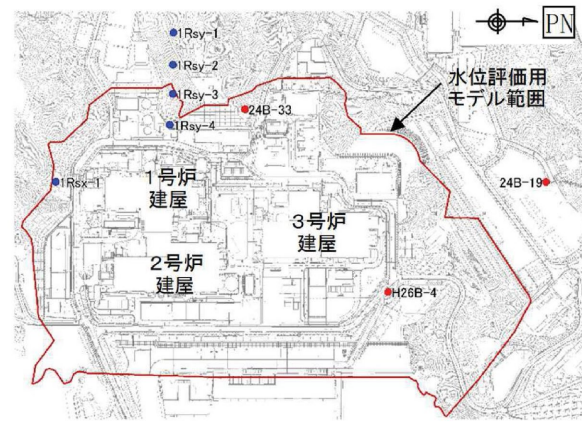 PN
1Rsy-1
1Rsy-2
水位評価用
モデル範囲
1Rsy-3
24B-33
1Rsy-4
1Rsx-1
24B-19
1号炉
建屋
3号炉
建屋
2号炉
建屋
H26B-4